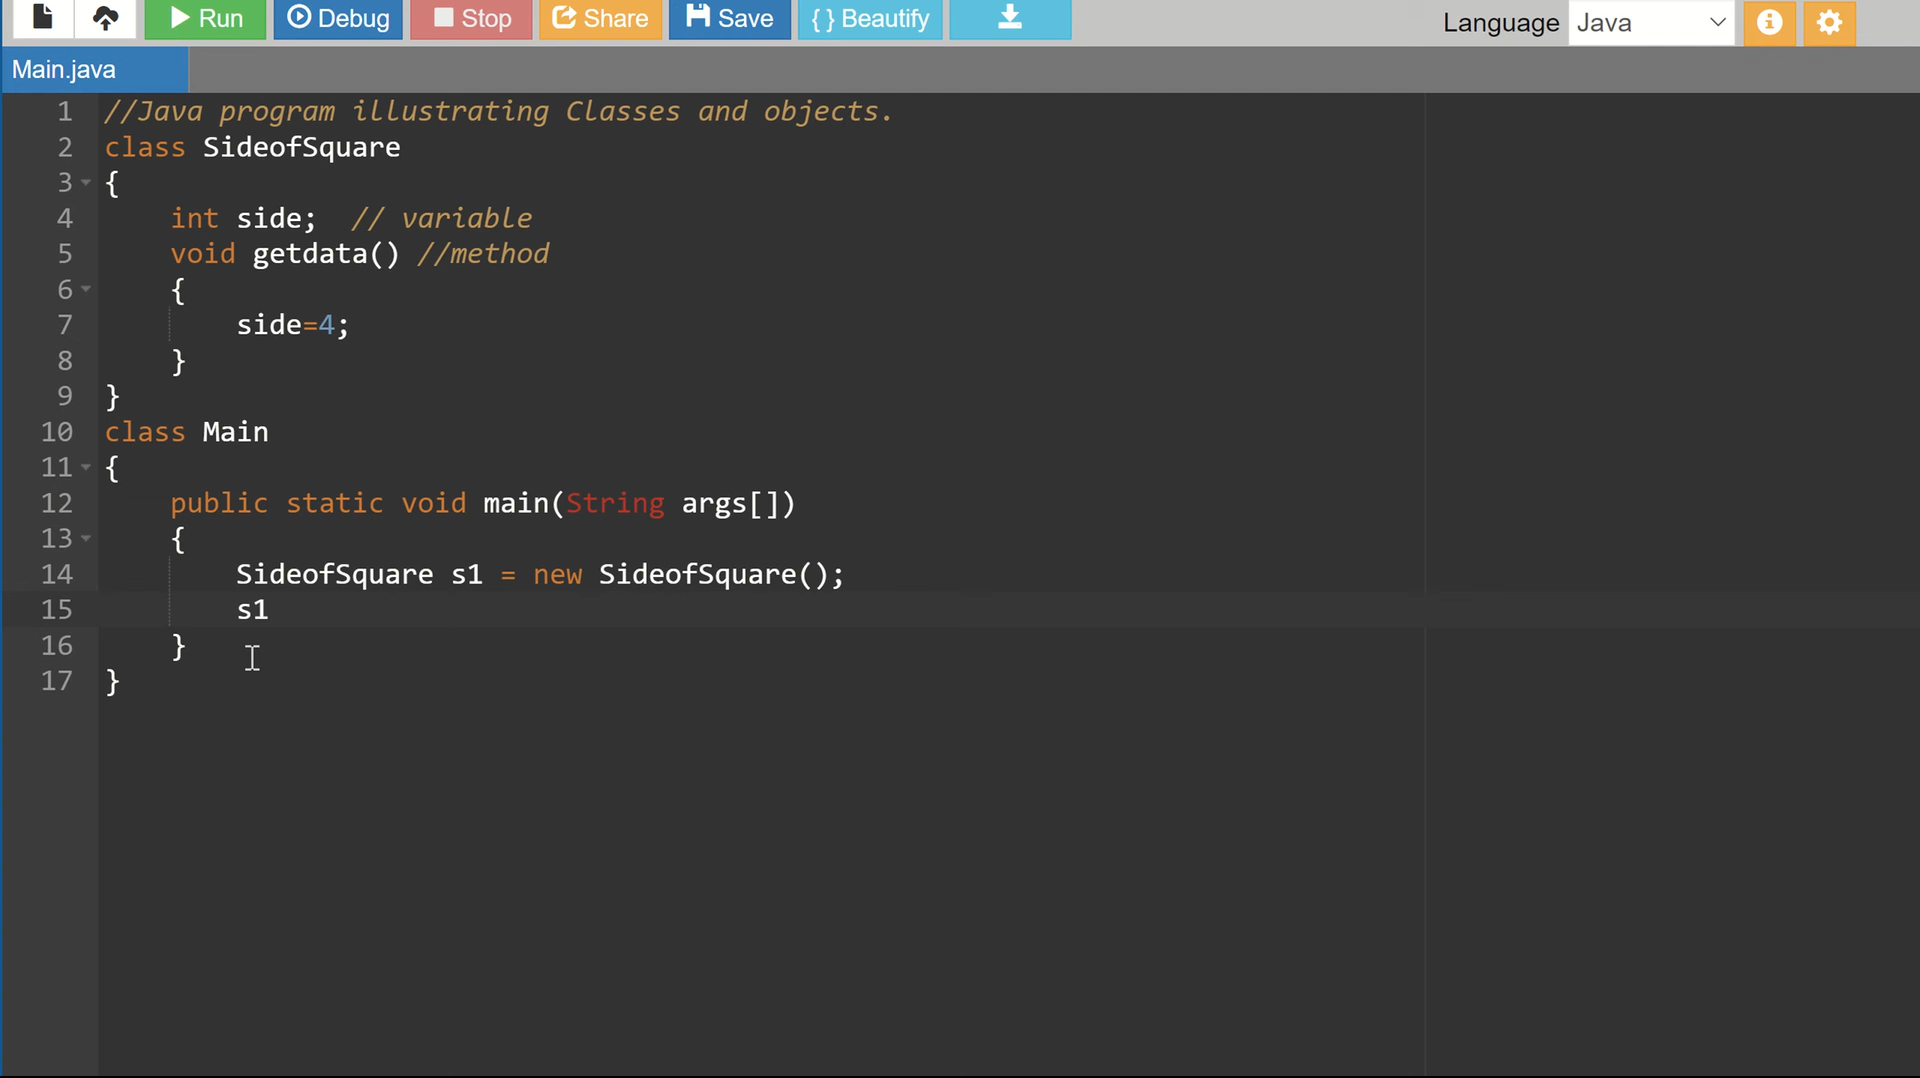 Run Debug Stop Share Save { } Beautify Language Java
Main.java
1 //Java program illustrating Classes and objects.
2 class SideofSquare
3 {
4 int side; // variable
5 void getdata() //method
6 {
7 side=4;
8 }
9 }
10 class Main
11 {
12 public static void main(String args[])
13 {
14 SideofSquare s1 = new SideofSquare();
15 s1
16 }
17 }